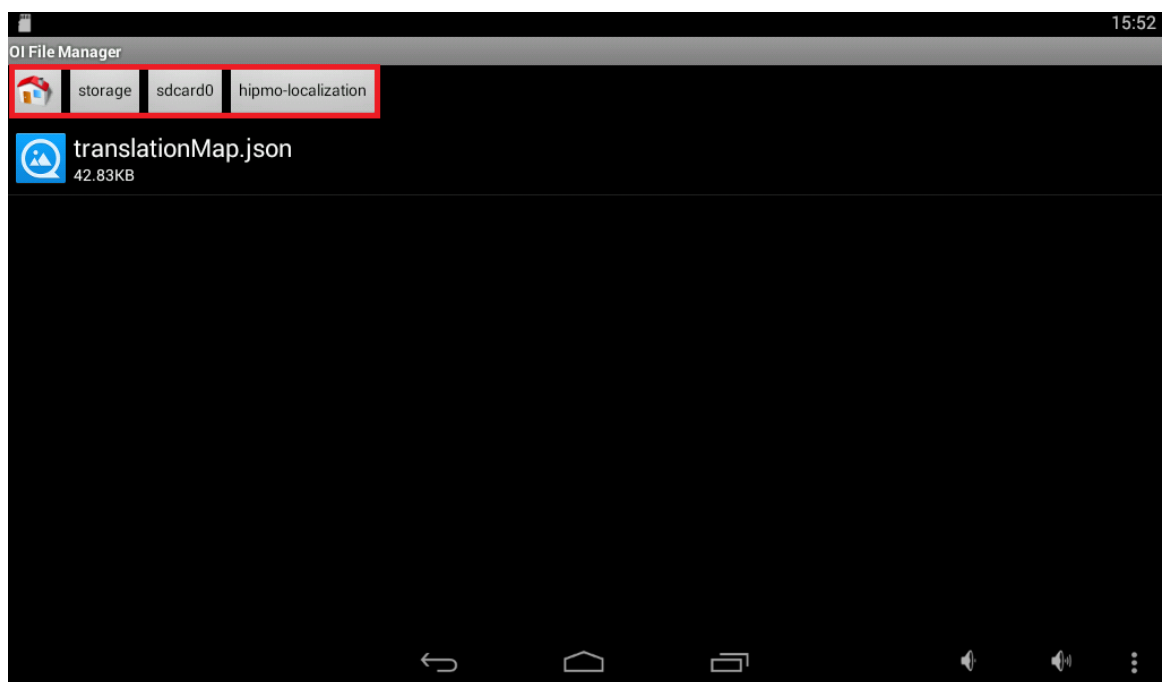 15:52
OI File Manager
storage sdcard0 hipmo-localization
translationMap.json
42.83KB